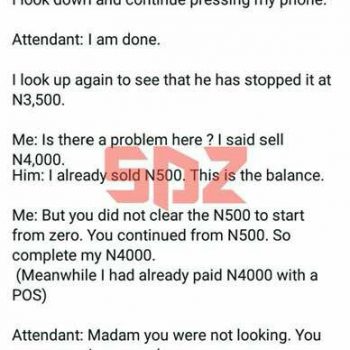 I look down and continue pressing my phone.
Attendant: I am done.
I look up again to see that he has stopped it at
N3,500.
Me: Is there a problem here ? I said sell
N4,000.
Him: I already sold N500. This is the balance.
SPZ
Me: But you did not clear the N500 to start
from zero. You continued from N500. So
complete my N4000.
(Meanwhile I had already paid N4000 with a
POS)
Attendant: Madam you were not looking. You